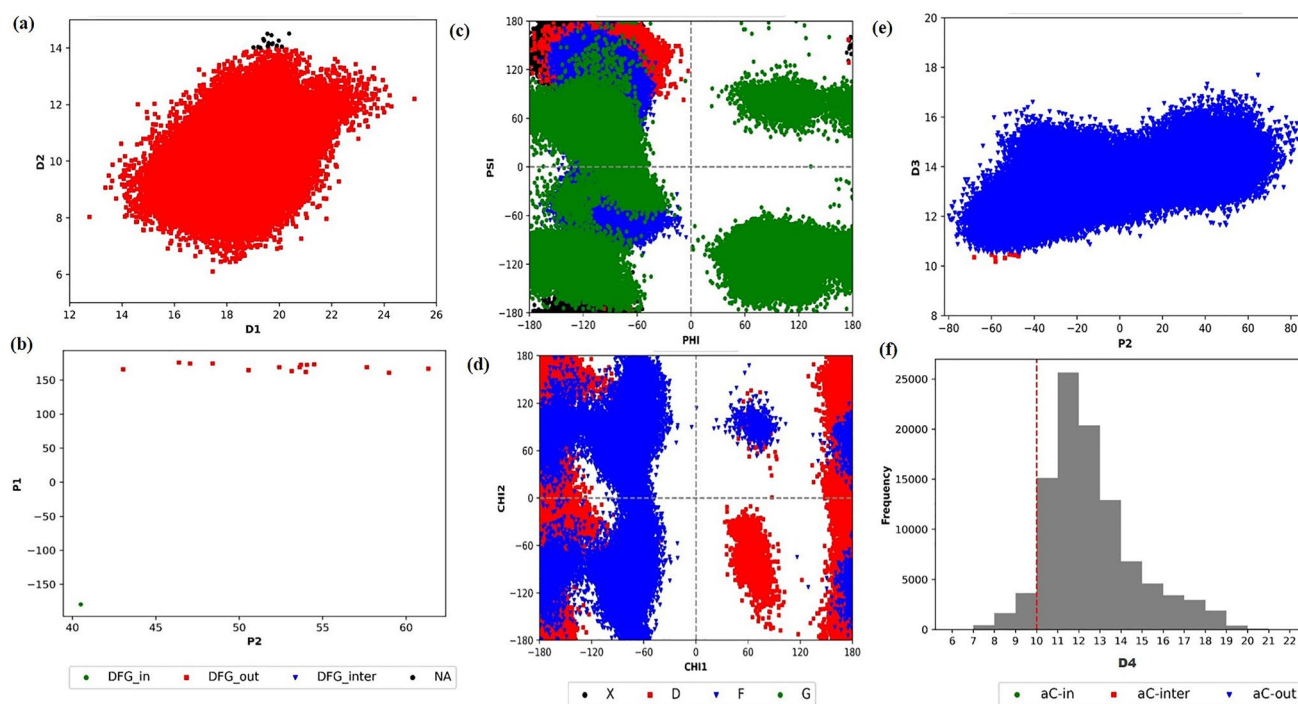 (a)
14
12
10
8
6
D2
12 14 16 18 20 22 24 26
D1
(b)
150
100
50
0
−50
−100
−150
P1
40 45 50 55 60
P2
DFG_in DFG_out DFG_inter NA
(c)
180
120
60
0
−60
−120
−180
PSI
−180 −120 −60 0 60 120 180
PHI
(d)
180
120
60
0
−60
−120
−180
CHI2
−180 −120 −60 0 60 120 180
CHI1
X D F G
(e)
20
18
16
14
12
10
8
D3
−80 −60 −40 −20 0 20 40 60 80
P2
(f)
25000
20000
15000
10000
5000
0
Frequency
6 7 8 9 10 11 12 13 14 15 16 17 18 19 20 21 22
D4
aC-in aC-inter aC-out